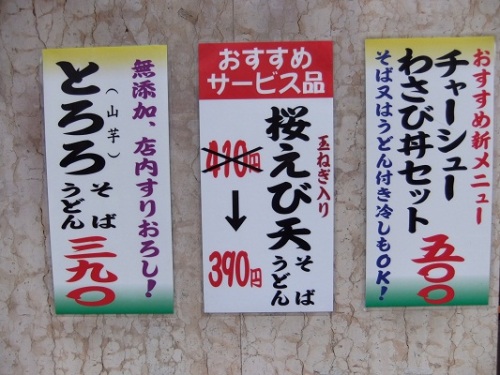 無添加、店内すりおろし！
とろろ
（山芋）
そば
うどん
三九〇
おすすめ
サービス品
玉ねぎ入り
桜えび天
そば
うどん
410円
↓
390円
おすすめ新メニュー
チャーシュー
わさび丼セット
そば又はうどん付き冷しもOK!
五〇〇